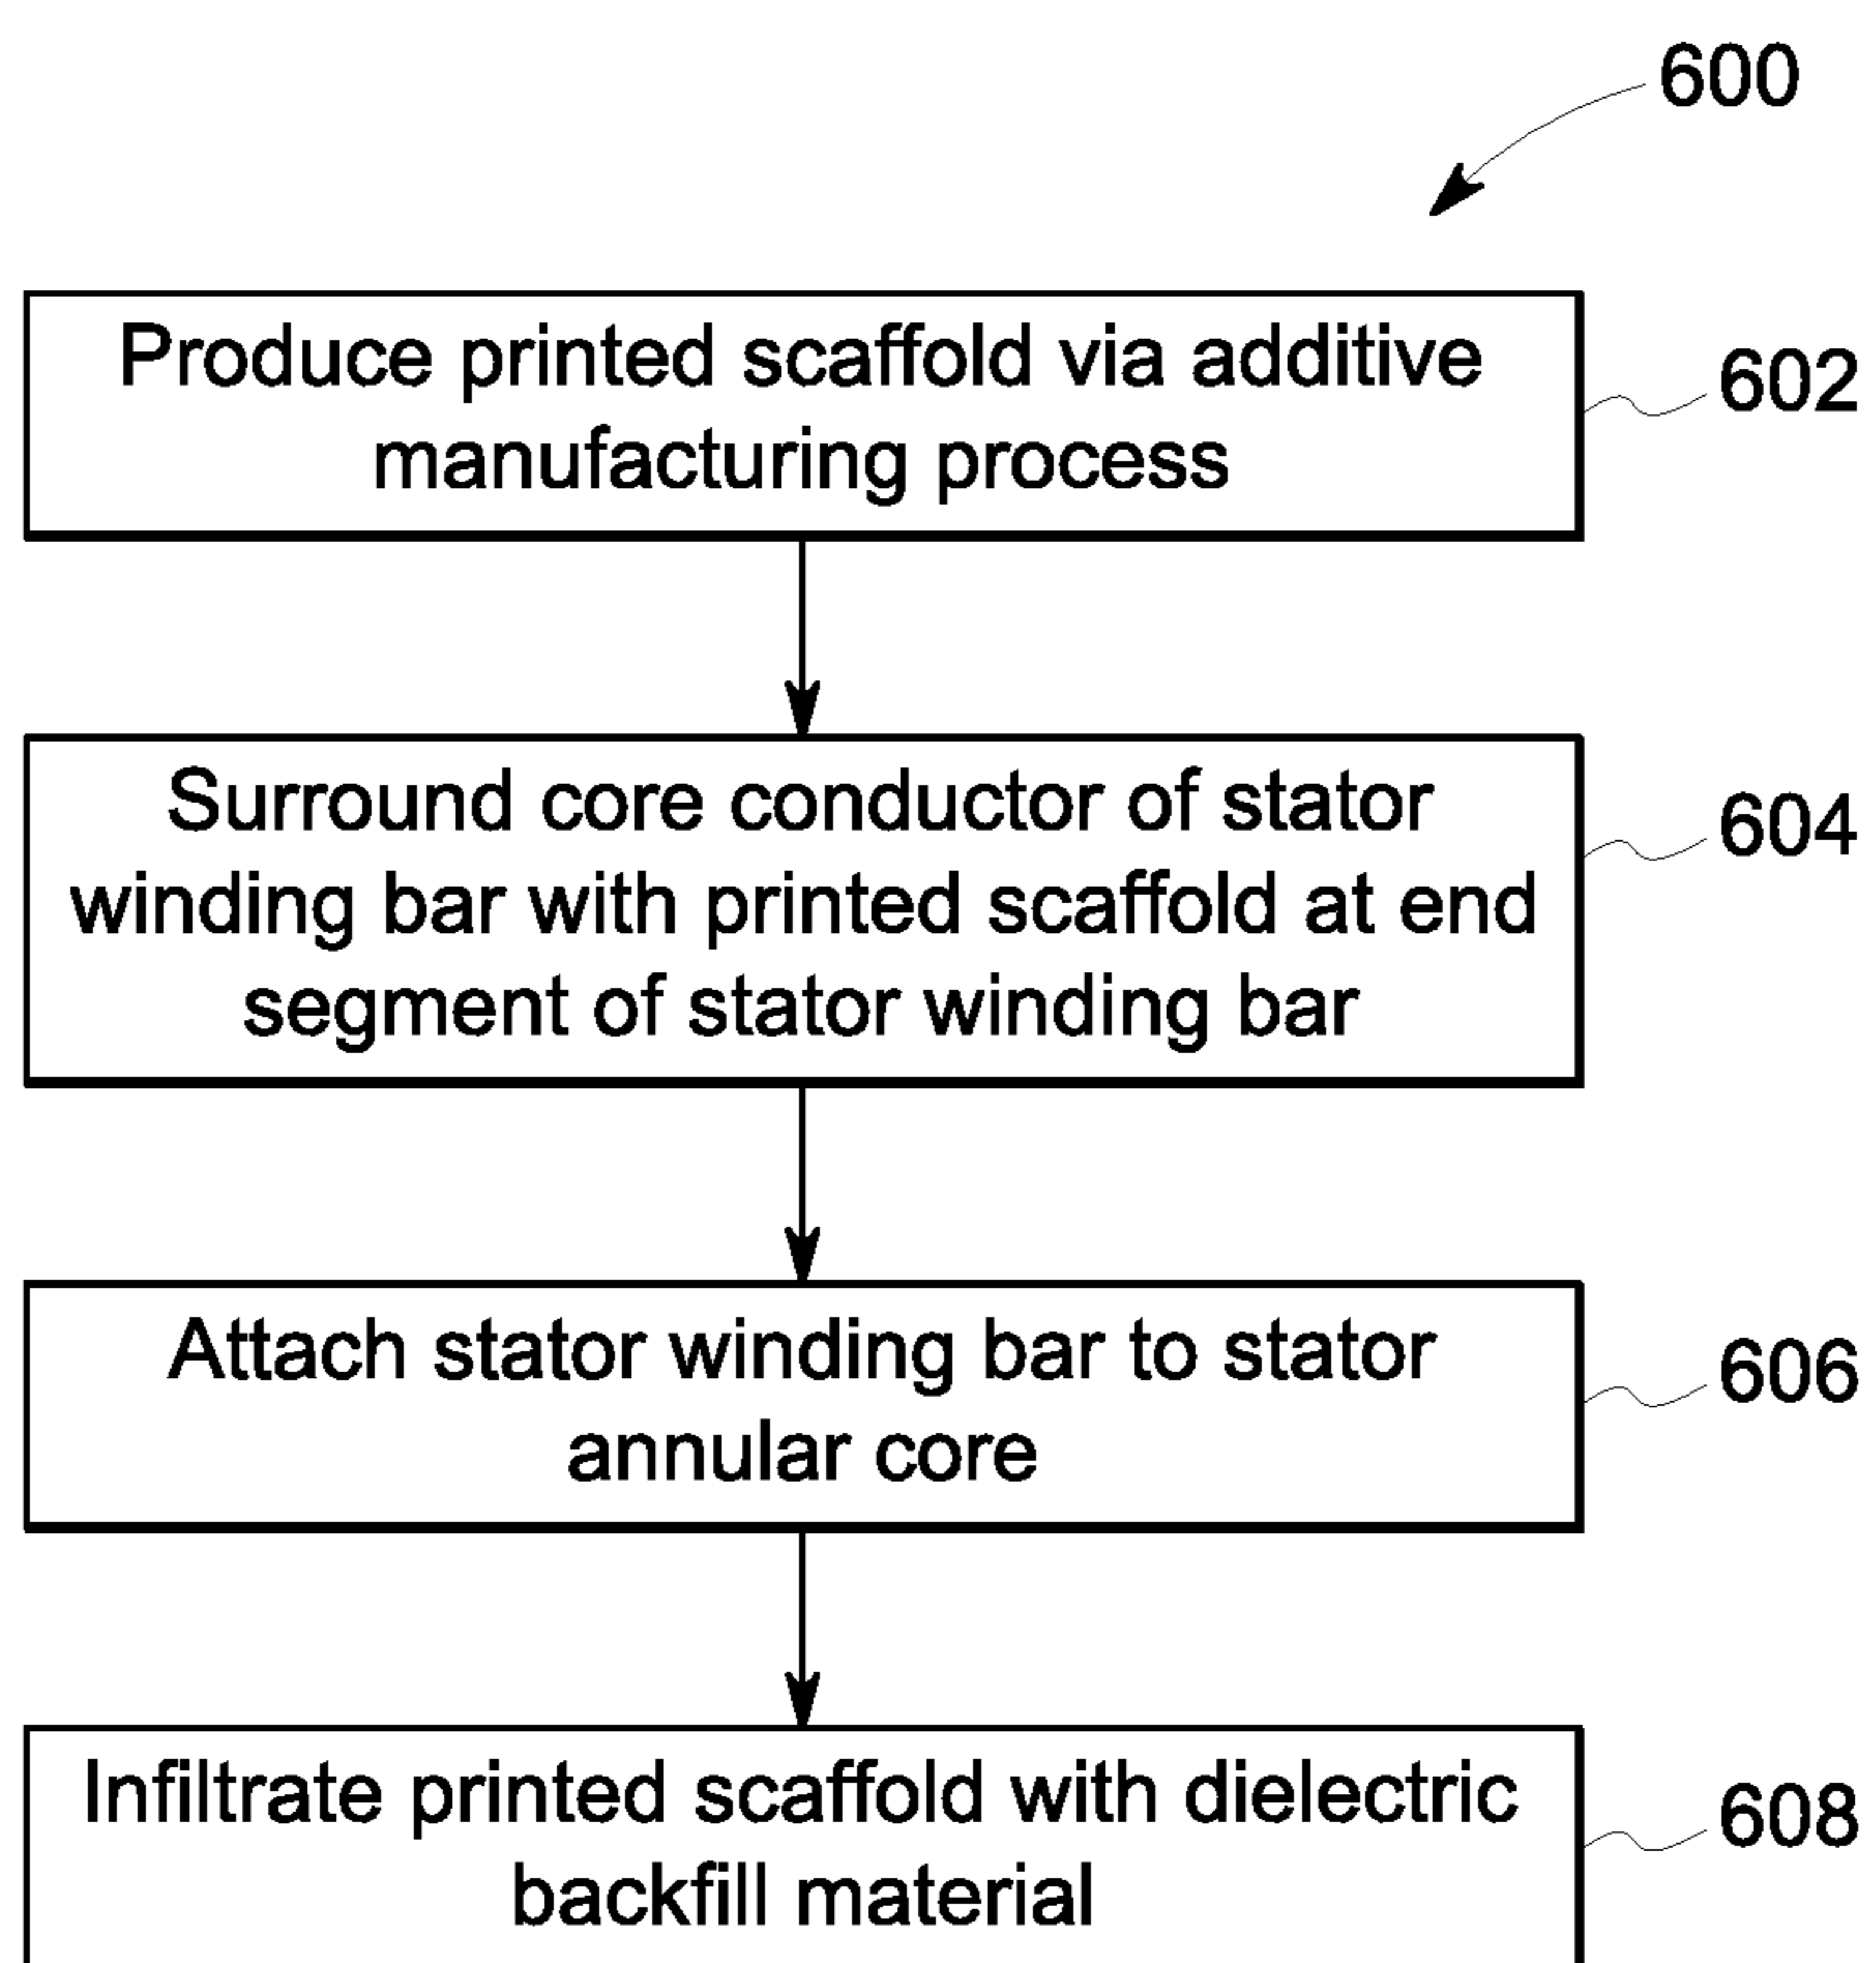 600
Produce printed scaffold via additive
manufacturing process
602
Surround core conductor of stator
winding bar with printed scaffold at end
segment of stator winding bar
604
Attach stator winding bar to stator
annular core
606
Infiltrate printed scaffold with dielectric
backfill material
608